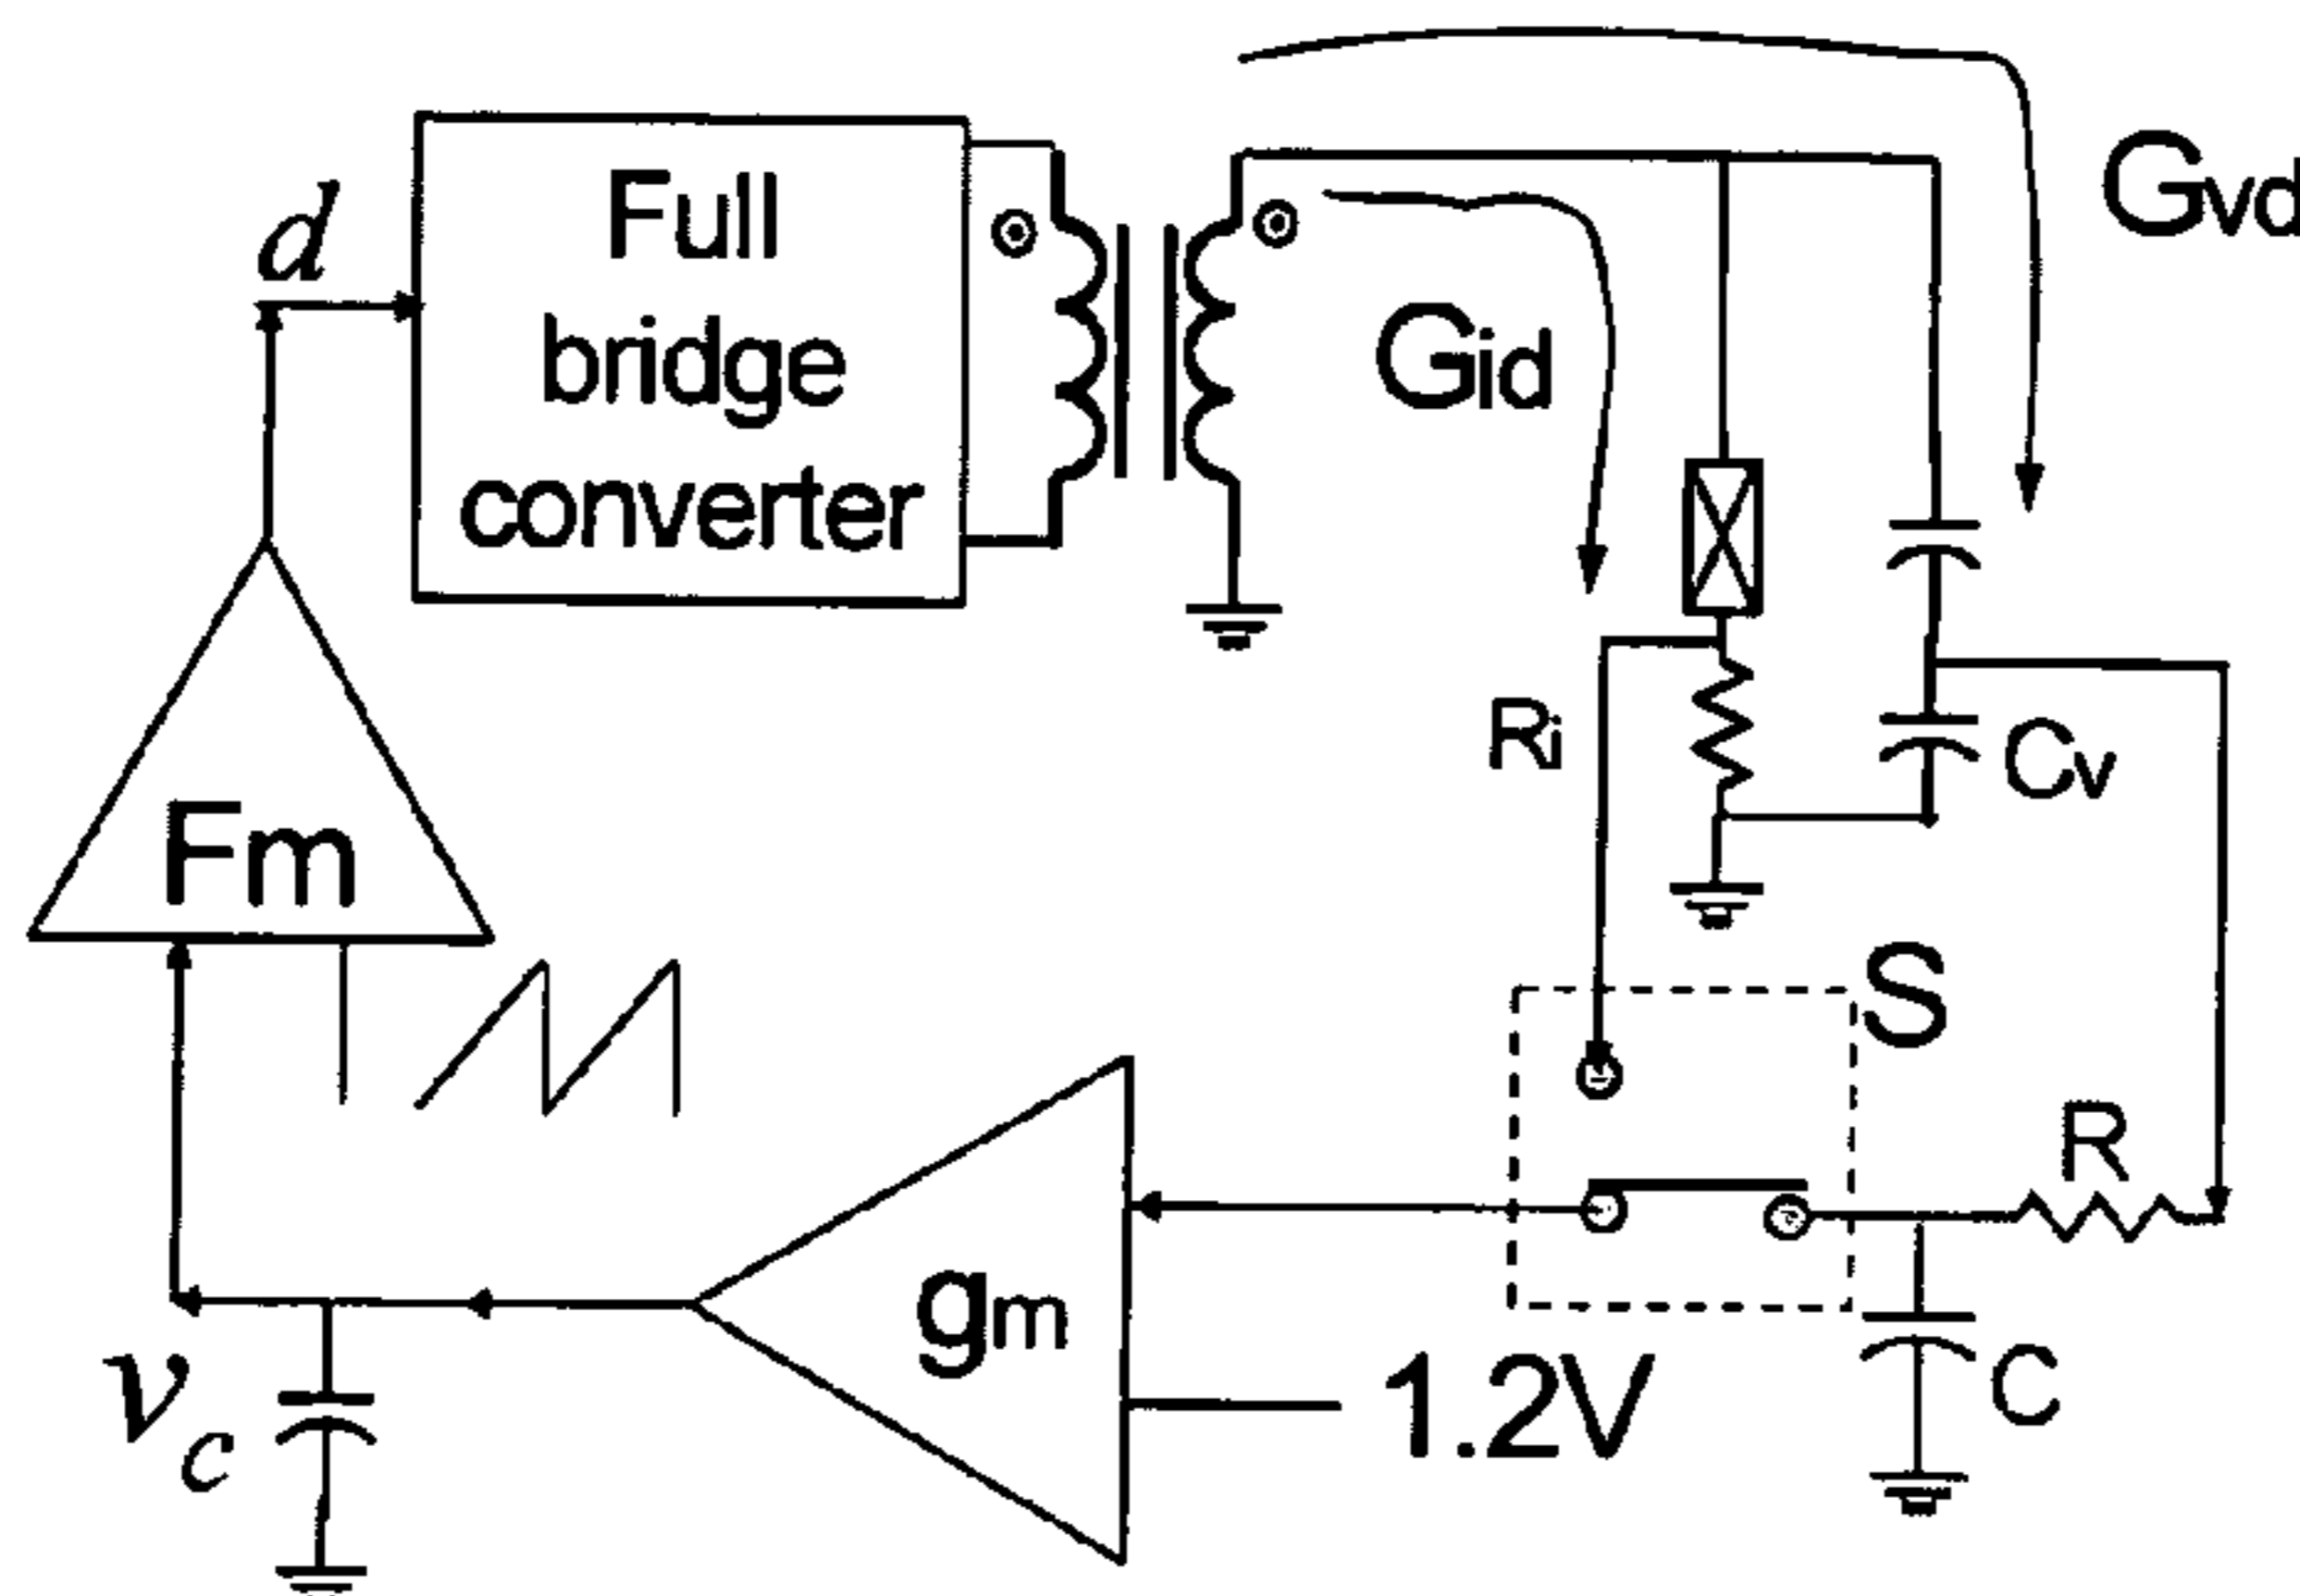 Gvd
d
Full
bridge
converter
Gid
Ri
Cv
Fm
S
R
gm
1.2V
C
vc